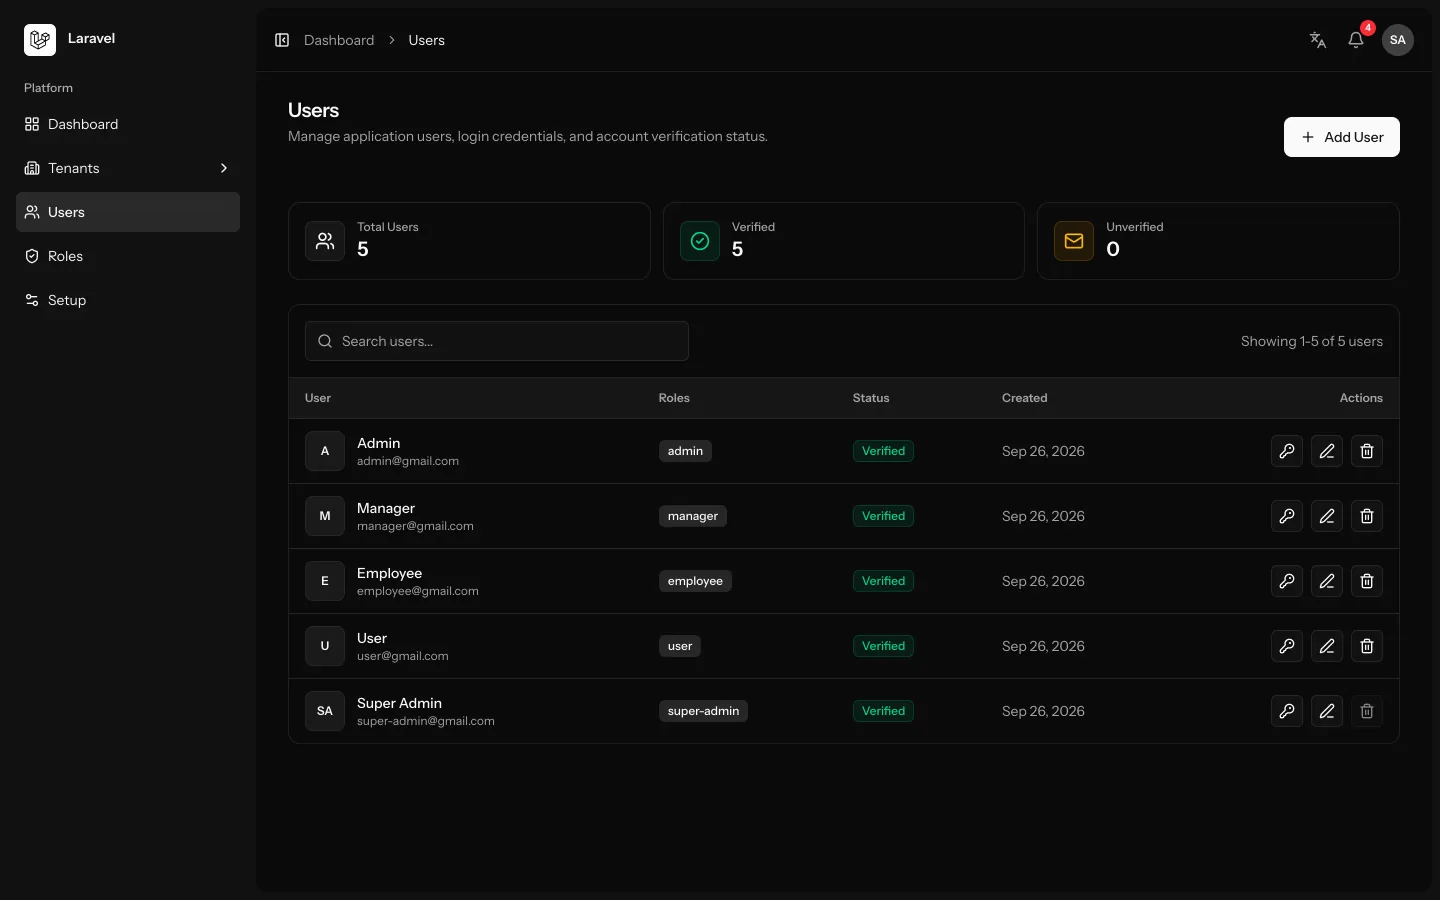 Laravel
Platform
Dashboard
Tenants
Users
Roles
Setup
Dashboard > Users
4
SA
Users
Manage application users, login credentials, and account verification status.
+ Add User
Total Users
5
Verified
5
Unverified
0
Search users...
Showing 1-5 of 5 users
User Roles Status Created Actions
A Admin admin Verified Sep 26, 2026
admin@gmail.com
M Manager manager Verified Sep 26, 2026
manager@gmail.com
E Employee employee Verified Sep 26, 2026
employee@gmail.com
U User user Verified Sep 26, 2026
user@gmail.com
SA Super Admin super-admin Verified Sep 26, 2026
super-admin@gmail.com